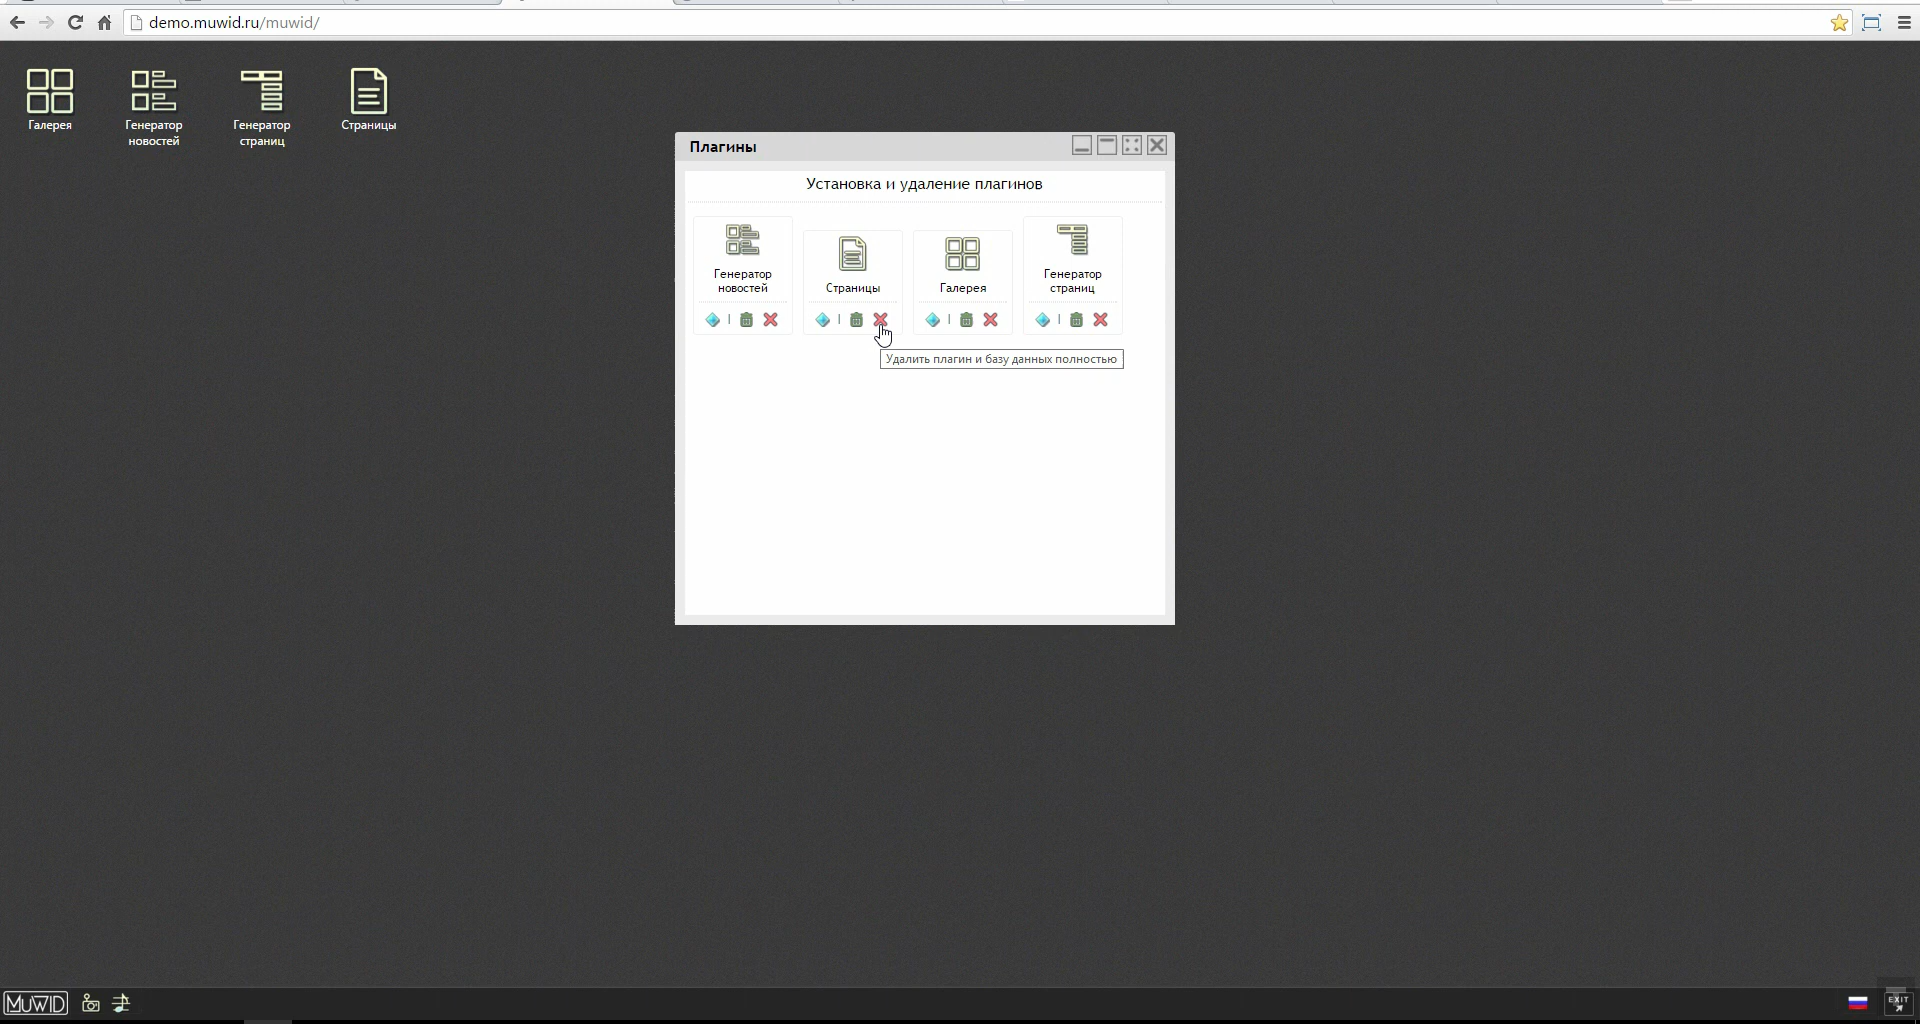 demo.muwid.ru/muwid/
Галерея
Генератор
новостей
Генератор
страниц
Страницы
Плагины
Установка и удаление плагинов
Генератор
новостей
Страницы
Галерея
Генератор
страниц
Удалить плагин и базу данных полностью
MUWID
EXIT